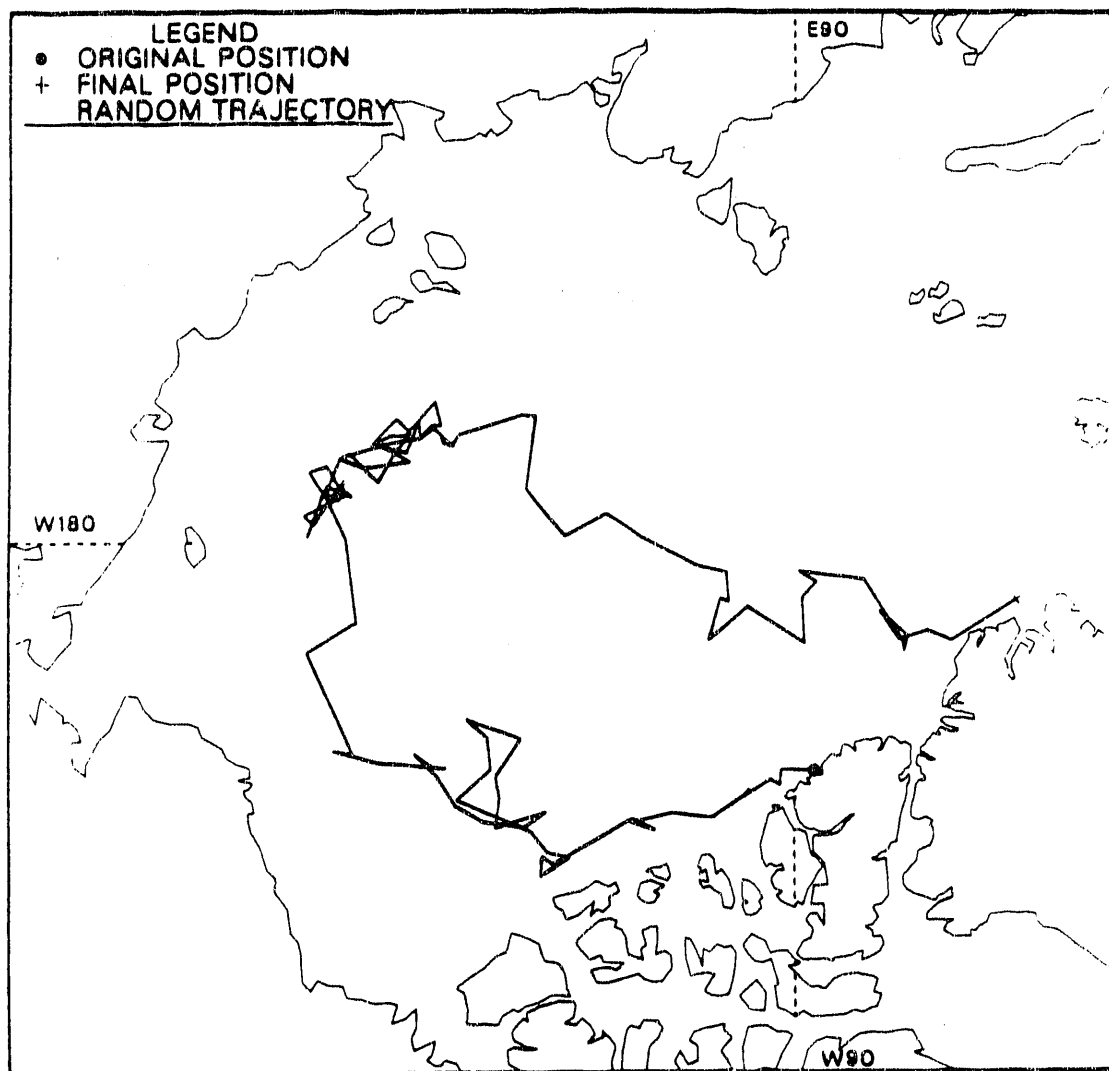 LEGEND
● ORIGINAL POSITION
+ FINAL POSITION
RANDOM TRAJECTORY
E90
W180
W90